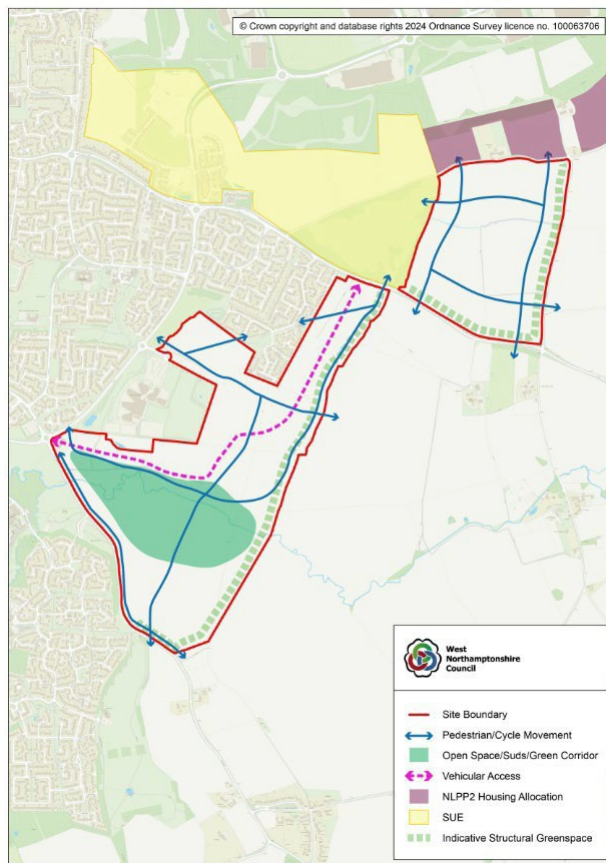 © Crown copyright and database rights 2024 Ordnance Survey licence no. 100063706
West
Northamptonshire
Council
Site Boundary
Pedestrian/Cycle Movement
Open Space/Suds/Green Corridor
Vehicular Access
NLPP2 Housing Allocation
SUE
Indicative Structural Greenspace